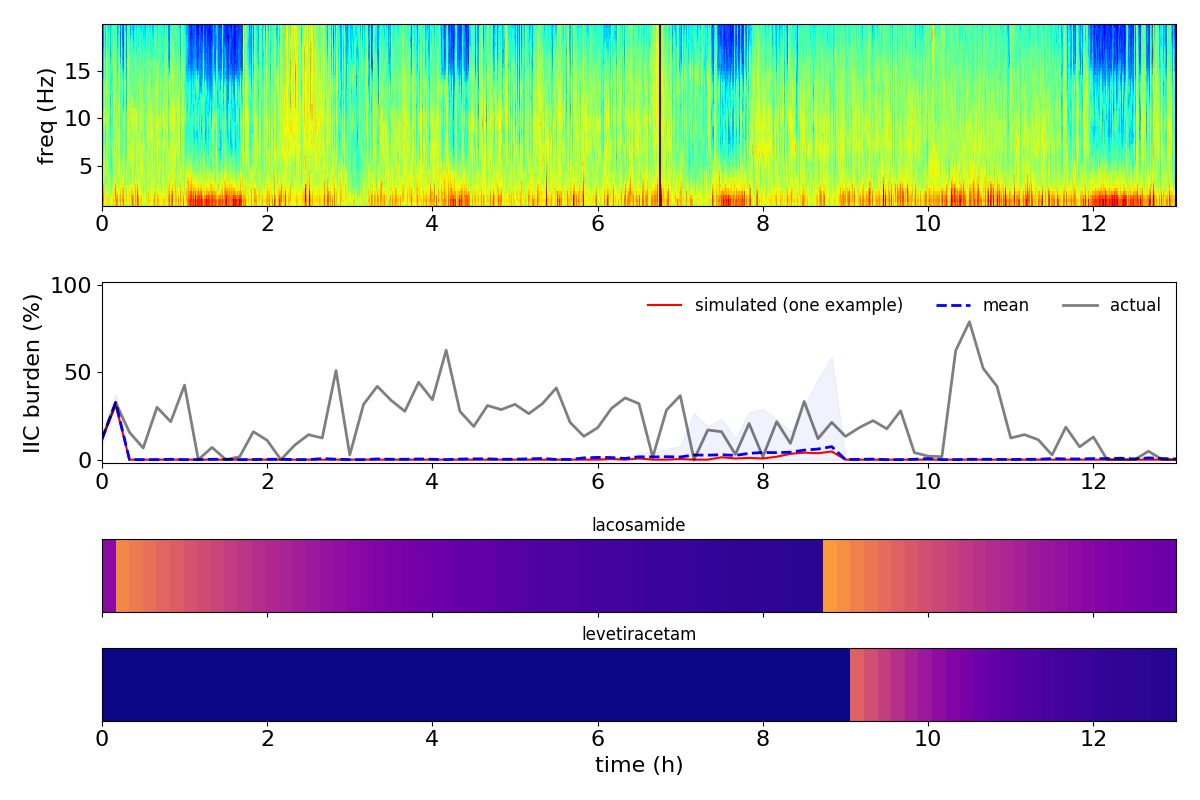 freq (Hz)
15
10
5
0 2 4 6 8 10 12
IIC burden (%)
100
50
0
simulated (one example) mean actual
0 2 4 6 8 10 12
lacosamide
levetiracetam
0 2 4 6 8 10 12
time (h)